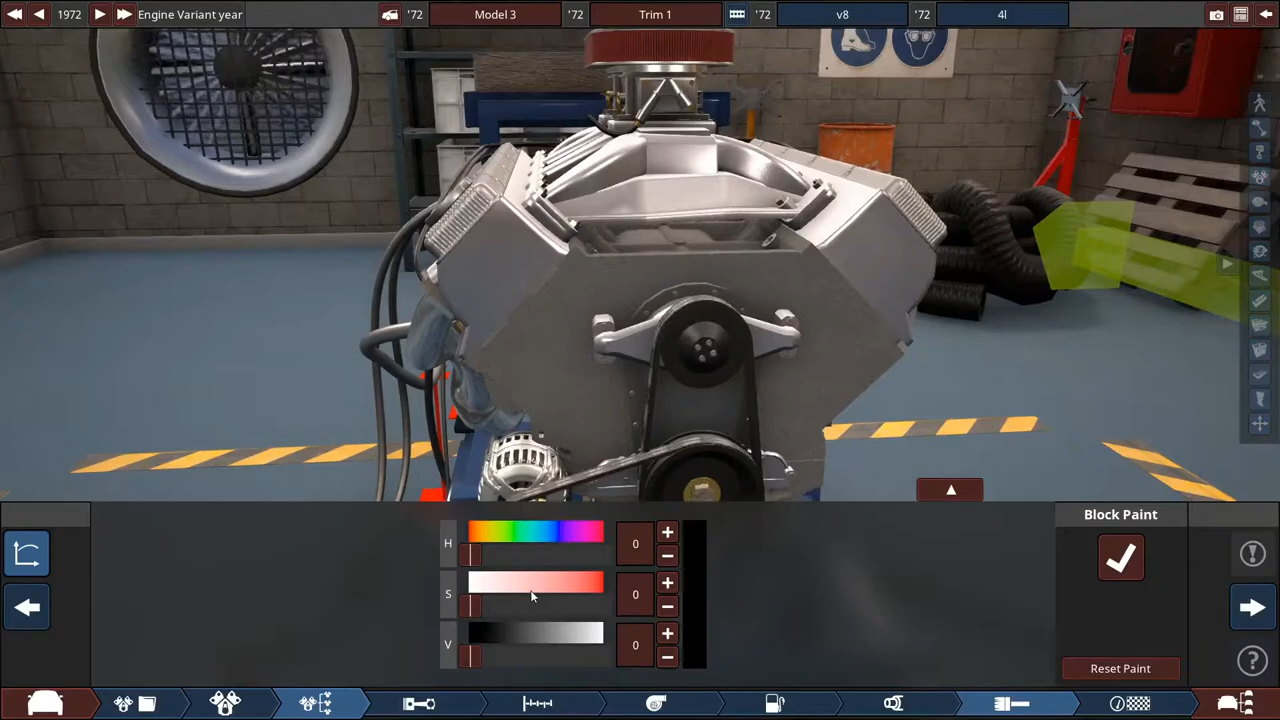 1972 Engine Variant year '72 Model 3 '72 Trim 1 '72 v8 '72 4l
Block Paint
H 0 + −
S 0 + −
V 0 + −
Reset Paint